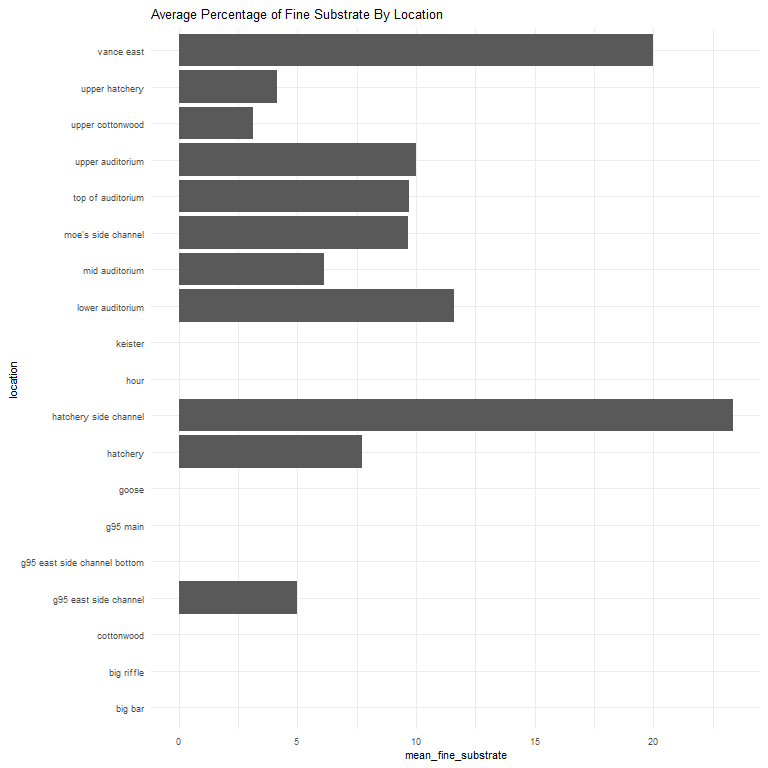 Average Percentage of Fine Substrate By Location
vance east
upper hatchery
upper cottonwood
upper auditorium
top of auditorium
moe's side channel
mid auditorium
lower auditorium
keister
location
hour
hatchery side channel
hatchery
goose
g95 main
g95 east side channel bottom
g95 east side channel
cottonwood
big riffle
big bar
0 5 10 15 20
mean_fine_substrate